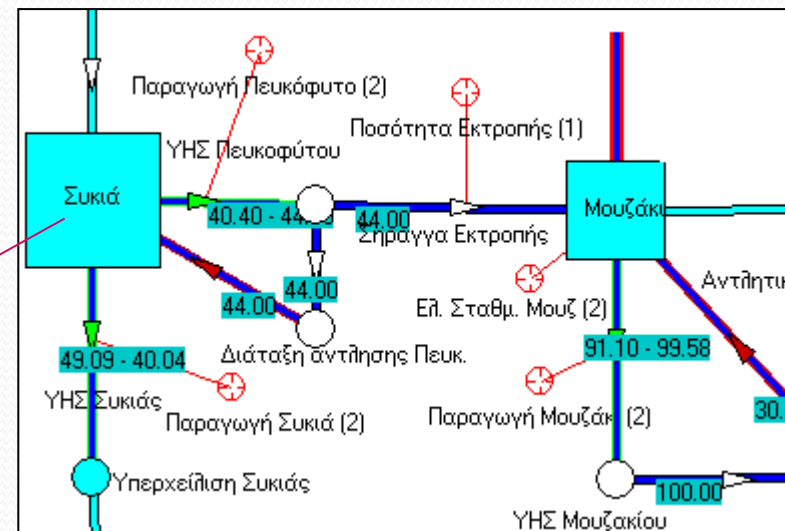 Παραγωγή Πευκόφυτο (2)
Ποσότητα Εκτροπής (1)
ΥΗΣ Πευκοφύτου
Συκιά
Μουζάκι
40.40 - 44.
44.00
Σήραγγα Εκτροπής
Αντλητικ
44.00
44.00
Ελ. Σταθμ. Μουζ (2)
49.09 - 40.04
Διάταξη άντλησης Πευκ.
91.10 - 99.58
ΥΗΣ Συκιάς
Παραγωγή Συκιά (2)
Παραγωγή Μουζάκι (2)
30.
Υπερχείλιση Συκιάς
100.00
ΥΗΣ Μουζακίου